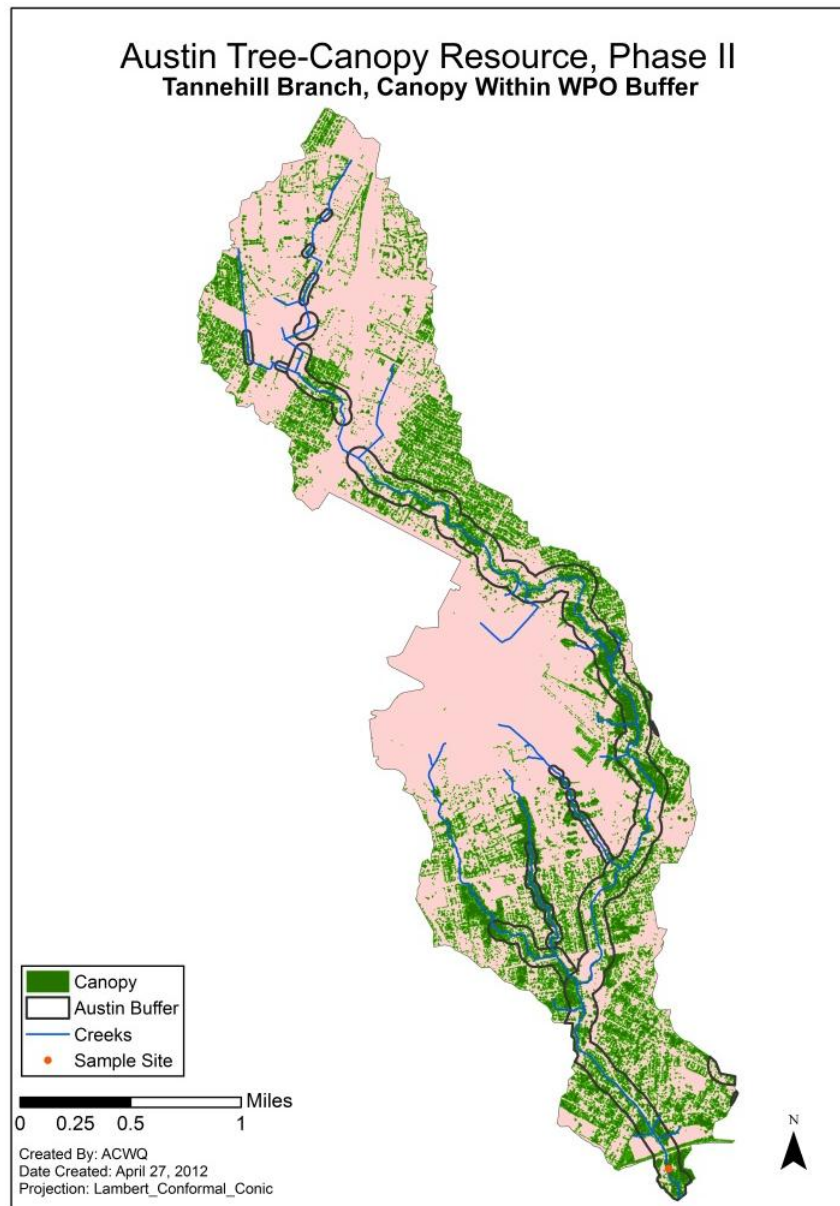 Austin Tree-Canopy Resource, Phase II
Tannehill Branch, Canopy Within WPO Buffer
Canopy
Austin Buffer
Creeks
Sample Site
Miles
0 0.25 0.5 1
Created By: ACWQ
Date Created: April 27, 2012
Projection: Lambert_Conformal_Conic
N